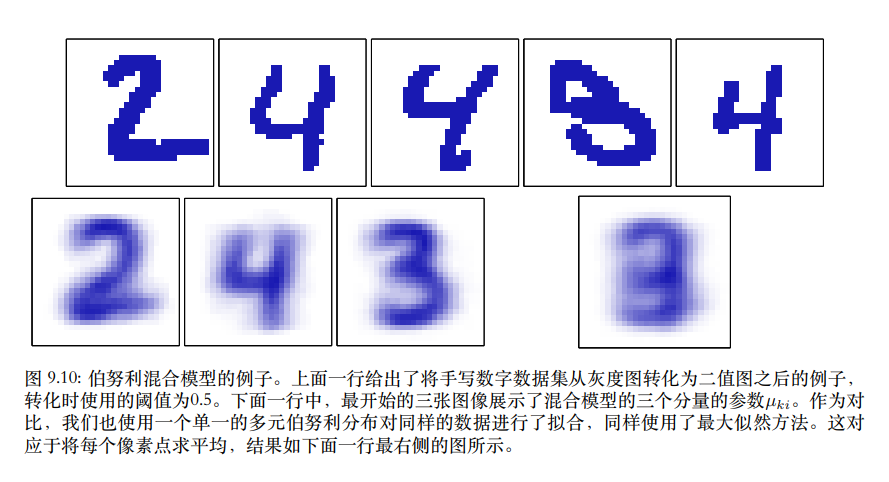 图 9.10: 伯努利混合模型的例子。上面一行给出了将手写数字数据集从灰度图转化为二值图之后的例子，
转化时使用的阈值为0.5。下面一行中，最开始的三张图像展示了混合模型的三个分量的参数μki。作为对
比，我们也使用一个单一的多元伯努利分布对同样的数据进行了拟合，同样使用了最大似然方法。这对
应于将每个像素点求平均，结果如下面一行最右侧的图所示。